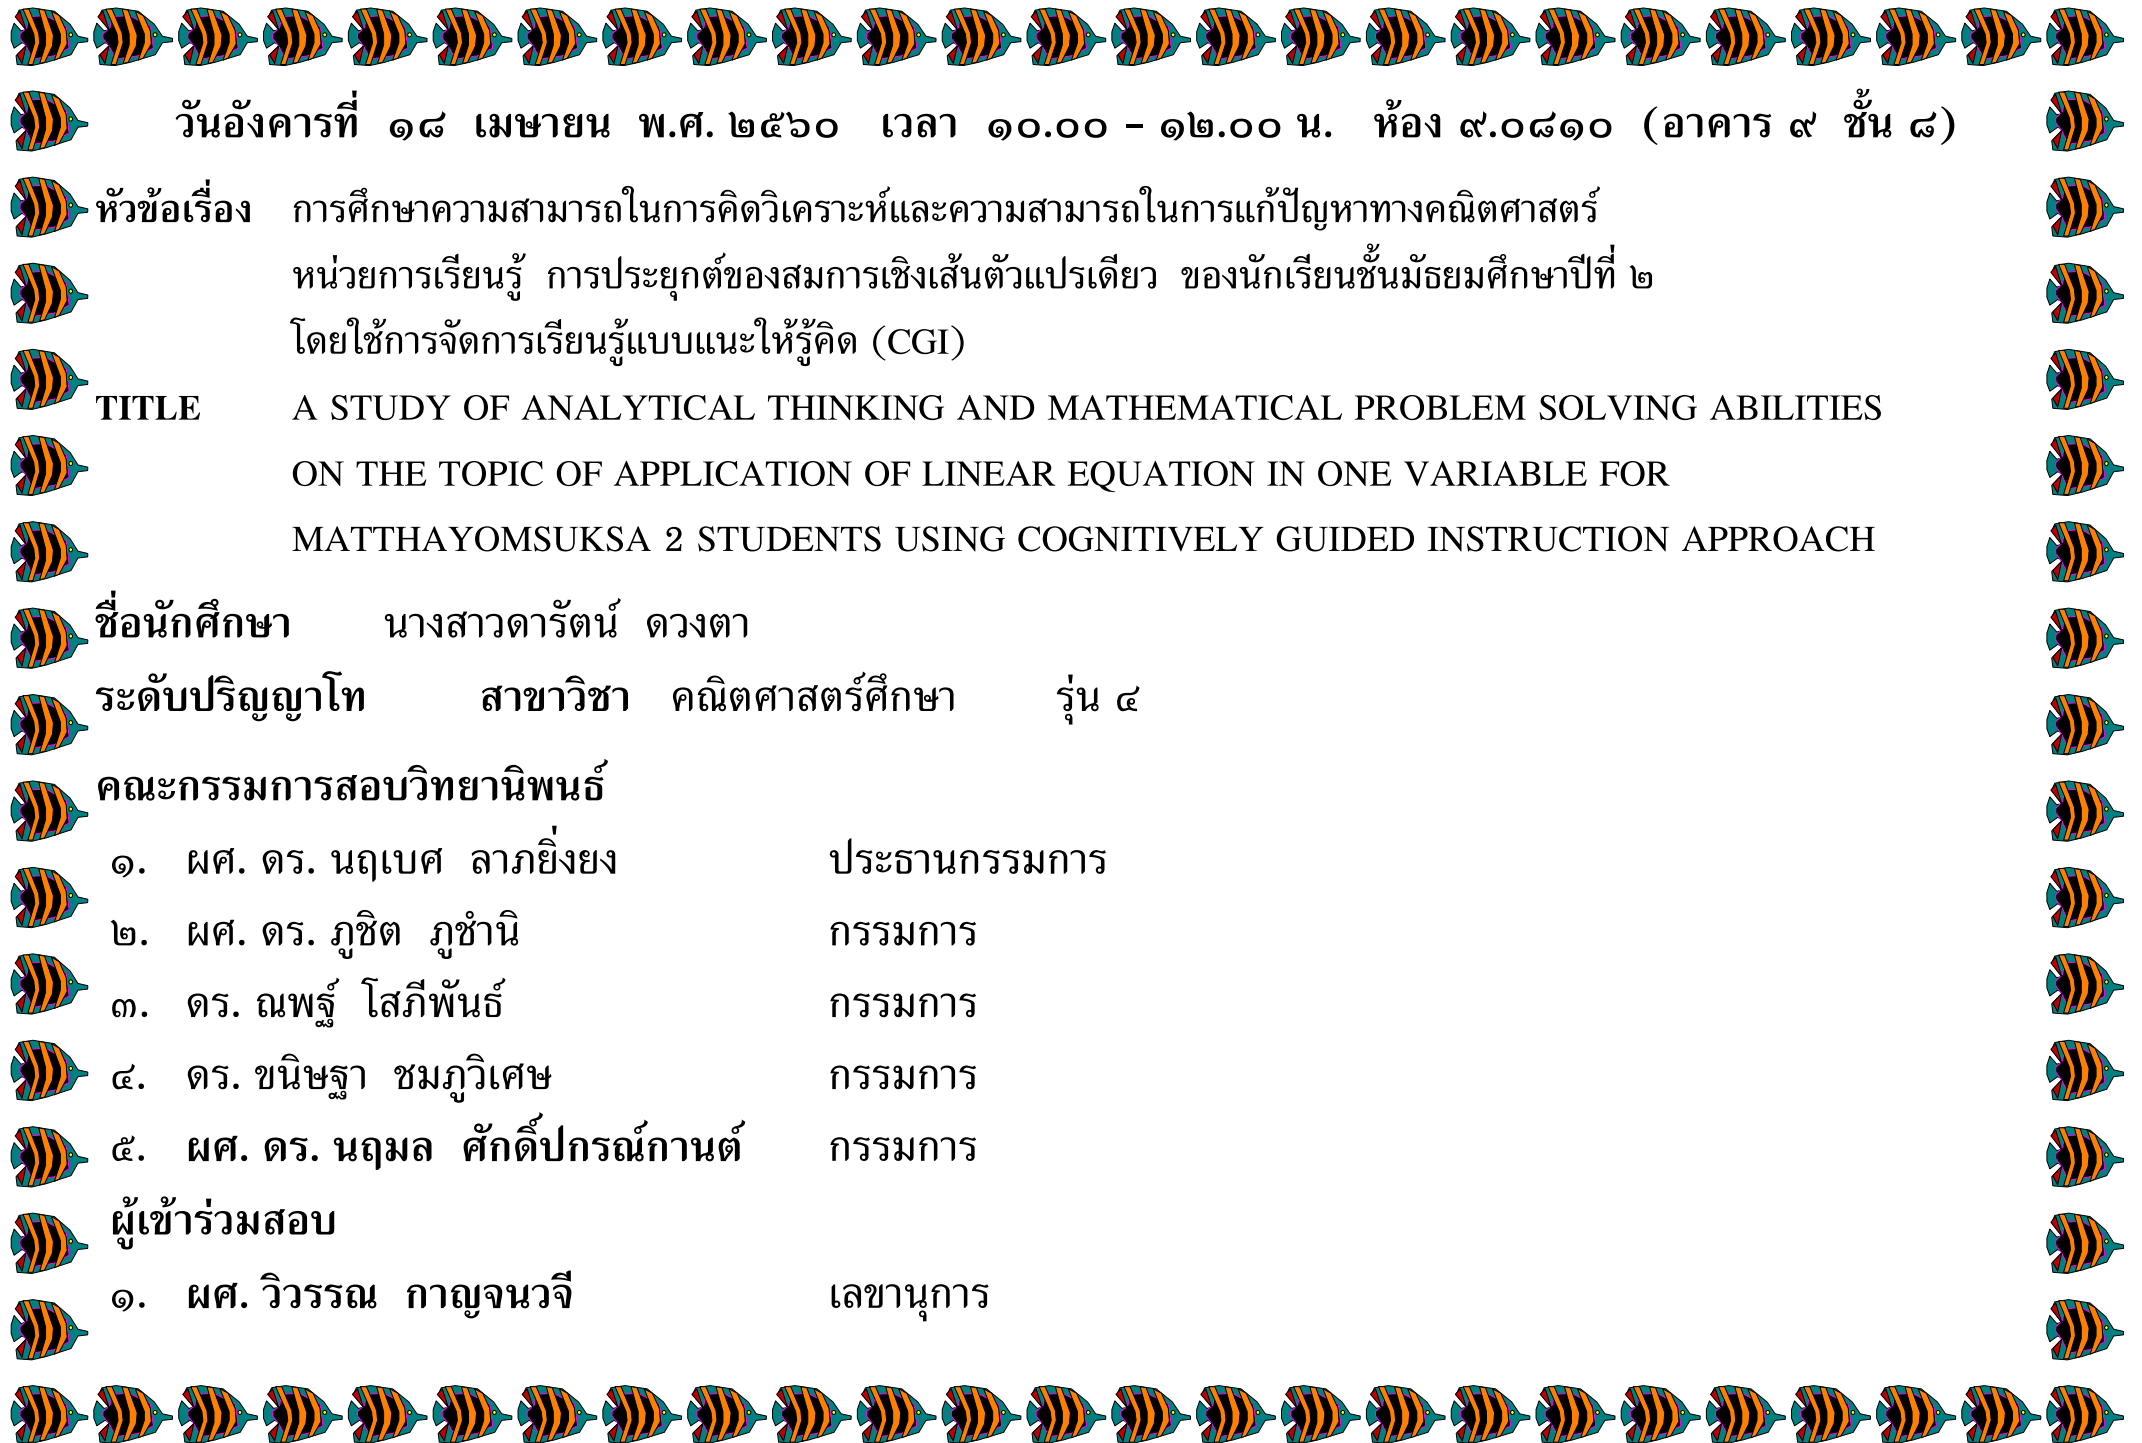 วันอังคารที่ ๑๘ เมษายน พ.ศ. ๒๕๖๐ เวลา ๑๐.๐๐ - ๑๒.๐๐ น. ห้อง ๙.๐๘๑๐ (อาคาร ๙ ชั้น ๘)
หัวข้อเรื่อง การศึกษาความสามารถในการคิดวิเคราะห์และความสามารถในการแก้ปัญหาทางคณิตศาสตร์
หน่วยการเรียนรู้ การประยุกต์ของสมการเชิงเส้นตัวแปรเดียว ของนักเรียนชั้นมัธยมศึกษาปีที่ ๒
โดยใช้การจัดการเรียนรู้แบบแนะให้รู้คิด (CGI)
TITLE A STUDY OF ANALYTICAL THINKING AND MATHEMATICAL PROBLEM SOLVING ABILITIES
ON THE TOPIC OF APPLICATION OF LINEAR EQUATION IN ONE VARIABLE FOR
MATTHAYOMSUKSA 2 STUDENTS USING COGNITIVELY GUIDED INSTRUCTION APPROACH
ชื่อนักศึกษา นางสาวดารัตน์ ดวงตา
ระดับปริญญาโท สาขาวิชา คณิตศาสตร์ศึกษา รุ่น ๔
คณะกรรมการสอบวิทยานิพนธ์
๑. ผศ. ดร. นฤเบศ ลาภยิ่งยง ประธานกรรมการ
๒. ผศ. ดร. ภูชิต ภูชำนิ กรรมการ
๓. ดร. ณพฐ์ โสภีพันธ์ กรรมการ
๔. ดร. ขนิษฐา ชมภูวิเศษ กรรมการ
๕. ผศ. ดร. นฤมล ศักดิ์ปกรณ์กานต์ กรรมการ
ผู้เข้าร่วมสอบ
๑. ผศ. วิวรรณ กาญจนวจี เลขานุการ